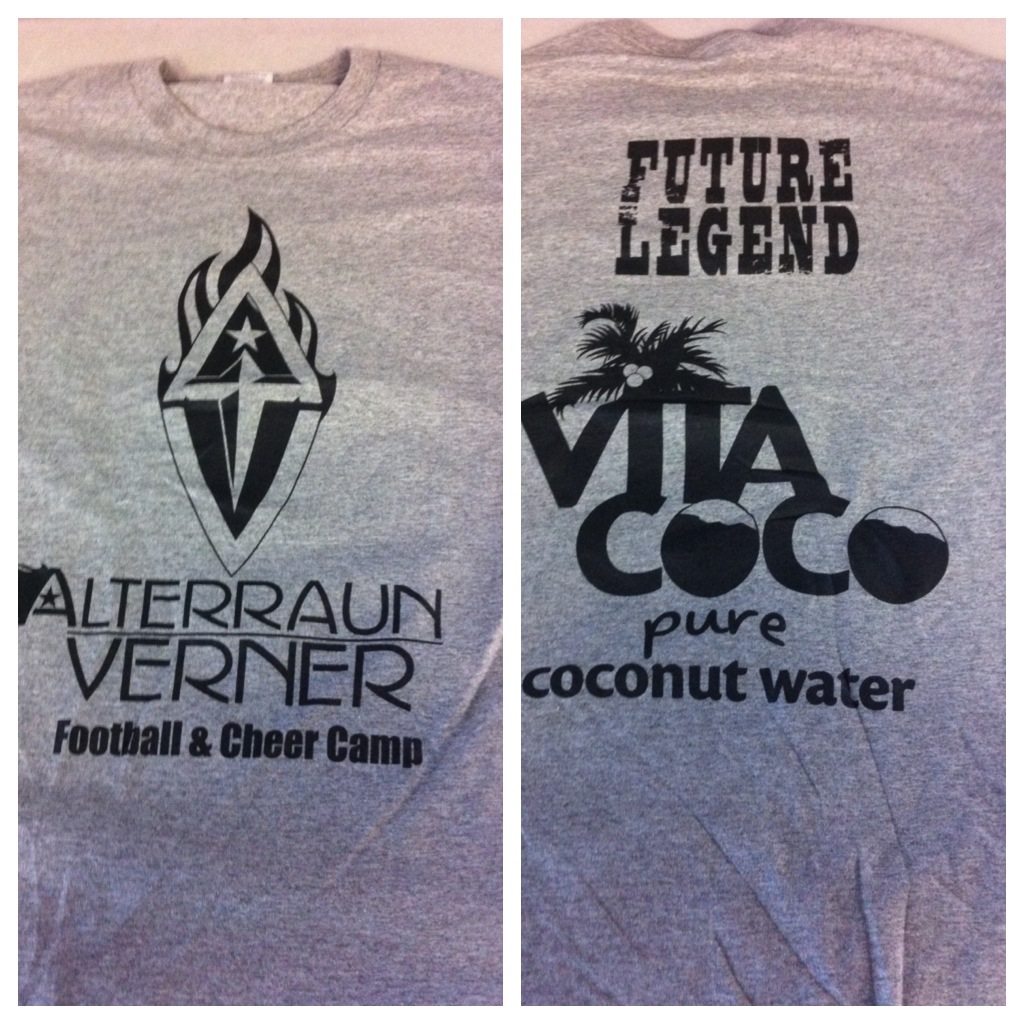 ALTERRAUN
VERNER
Football & Cheer Camp
FUTURE
LEGEND
VITA
COCO
pure
coconut water